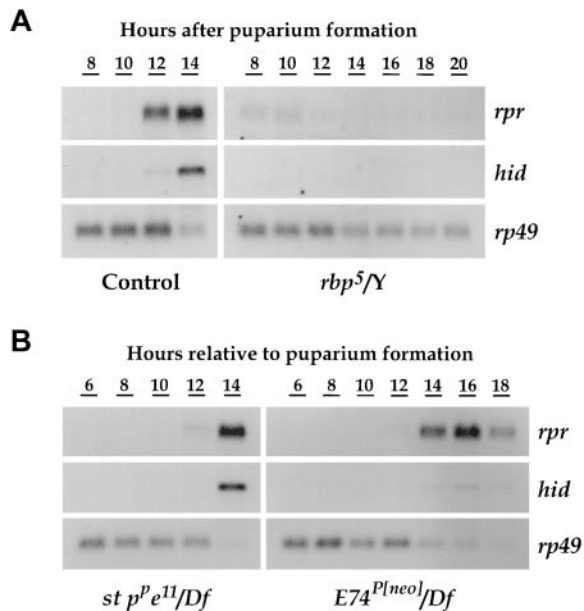 A
Hours after puparium formation
8 10 12 14 8 10 12 14 16 18 20
rpr
hid
rp49
Control rbp⁵/Y
B
Hours relative to puparium formation
6 8 10 12 14 6 8 10 12 14 16 18
rpr
hid
rp49
st pᵖ e¹¹/Df E74ᴾ[ⁿᵉᵒ]/Df